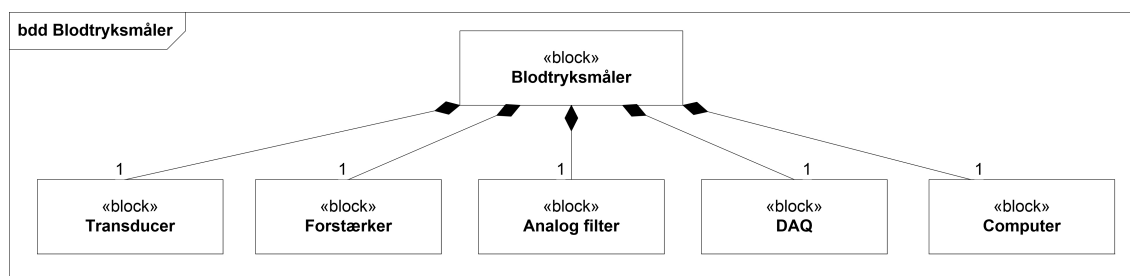 bdd Blodtryksmåler
«block»
Blodtryksmåler
1
1
1
1
1
«block»
Transducer
«block»
Forstærker
«block»
Analog filter
«block»
DAQ
«block»
Computer